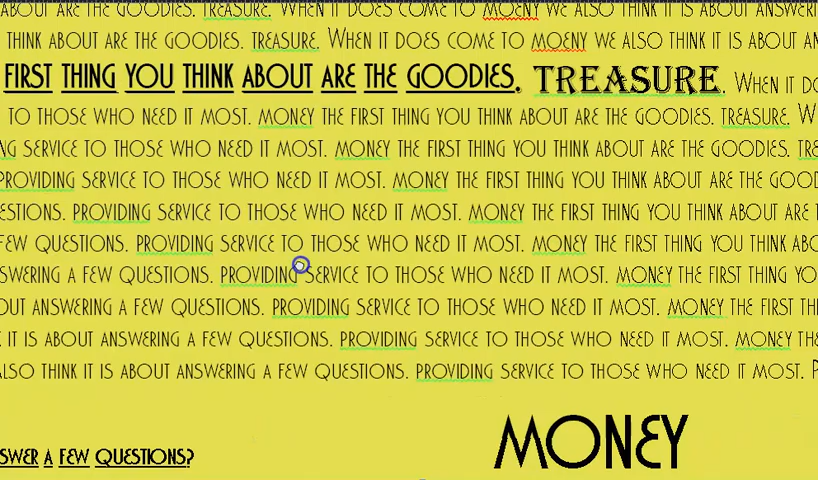 ABOUT ARE THE GOODIES. TREASURE. WHEN IT DOES COME TO MOENY WE ALSO THINK IT IS ABOUT ANSWERI
THINK ABOUT ARE THE GOODIES. TREASURE. WHEN IT DOES COME TO MOENY WE ALSO THINK IT IS ABOUT AN
FIRST THING YOU THINK ABOUT ARE THE GOODIES. TREASURE. WHEN IT DO
TO THOSE WHO NEED IT MOST. MONEY THE FIRST THING YOU THINK ABOUT ARE THE GOODIES. TREASURE. W
NG SERVICE TO THOSE WHO NEED IT MOST. MONEY THE FIRST THING YOU THINK ABOUT ARE THE GOODIES. TRE
PROVIDING SERVICE TO THOSE WHO NEED IT MOST. MONEY THE FIRST THING YOU THINK ABOUT ARE THE GOOD
ESTIONS. PROVIDING SERVICE TO THOSE WHO NEED IT MOST. MONEY THE FIRST THING YOU THINK ABOUT ARE T
FEW QUESTIONS. PROVIDING SERVICE TO THOSE WHO NEED IT MOST. MONEY THE FIRST THING YOU THINK ABO
SWERING A FEW QUESTIONS. PROVIDING SERVICE TO THOSE WHO NEED IT MOST. MONEY THE FIRST THING YO
OUT ANSWERING A FEW QUESTIONS. PROVIDING SERVICE TO THOSE WHO NEED IT MOST. MONEY THE FIRST TH
K IT IS ABOUT ANSWERING A FEW QUESTIONS. PROVIDING SERVICE TO THOSE WHO NEED IT MOST. MONEY THE
ALSO THINK IT IS ABOUT ANSWERING A FEW QUESTIONS. PROVIDING SERVICE TO THOSE WHO NEED IT MOST. P
SWER A FEW QUESTIONS?
MONEY